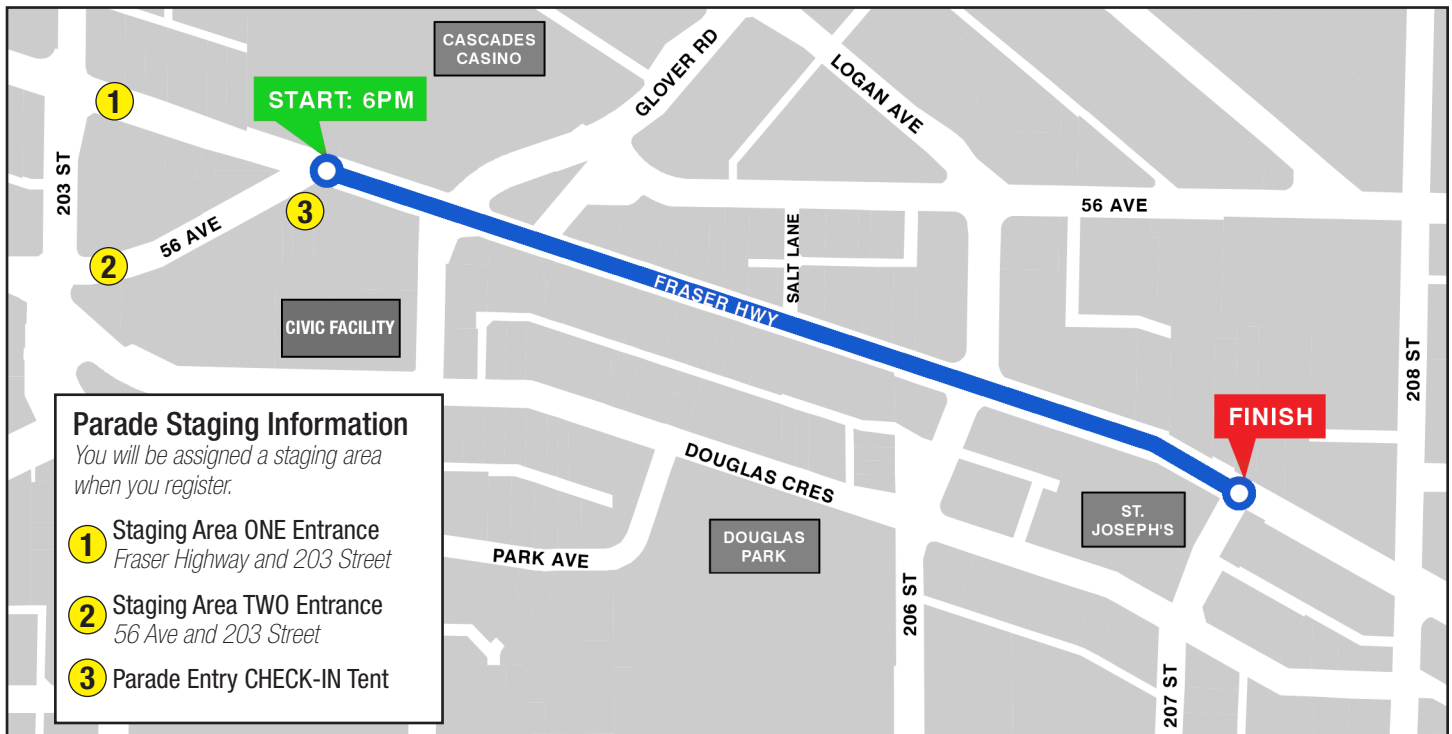 CASCADES
CASINO
GLOVER RD
LOGAN AVE
START: 6PM
1
203 ST
3
56 AVE
56 AVE
2
SALT LANE
FRASER HWY
CIVIC FACILITY
208 ST
FINISH
Parade Staging Information
You will be assigned a staging area
when you register.
1 Staging Area ONE Entrance
Fraser Highway and 203 Street
2 Staging Area TWO Entrance
56 Ave and 203 Street
3 Parade Entry CHECK-IN Tent
DOUGLAS CRES
PARK AVE
DOUGLAS
PARK
ST.
JOSEPH'S
206 ST
207 ST